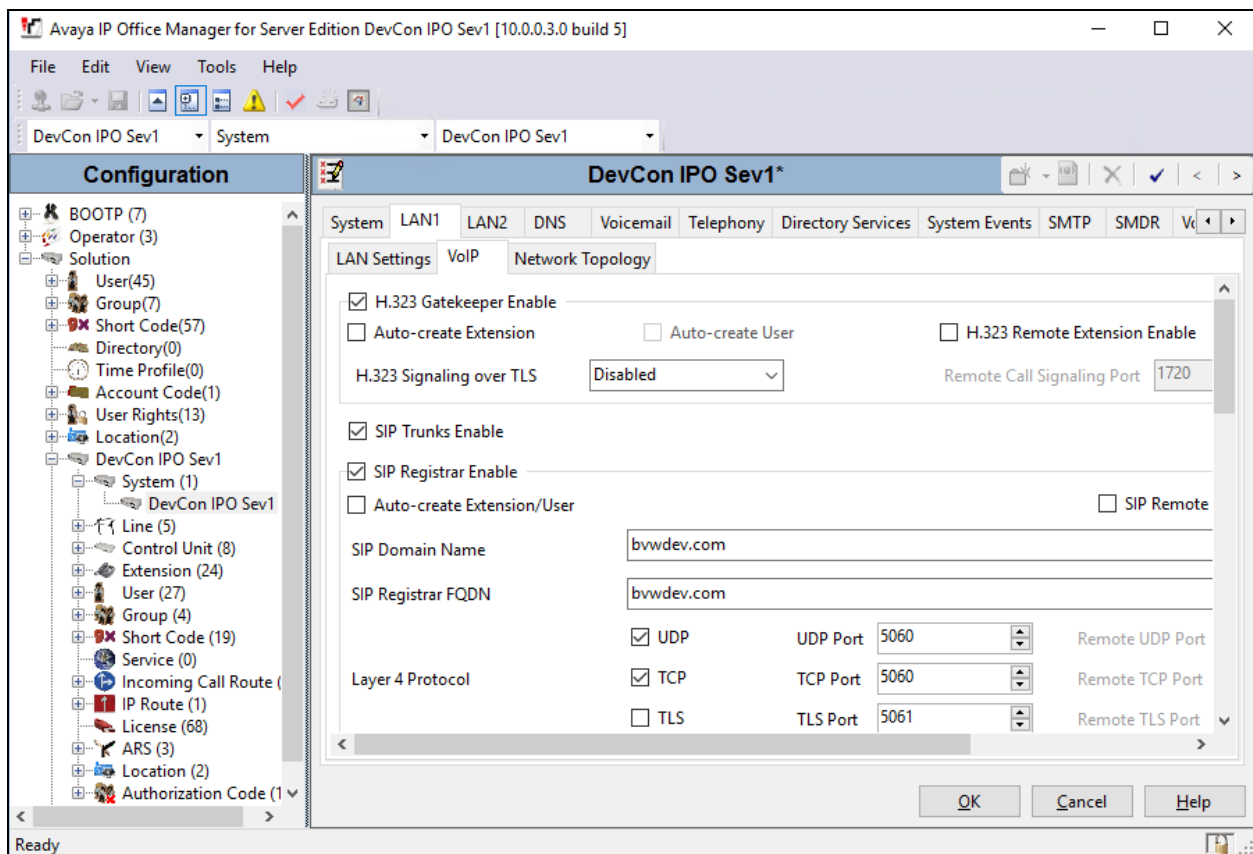 Avaya IP Office Manager for Server Edition DevCon IPO Sev1 [10.0.0.3.0 build 5]
File Edit View Tools Help
DevCon IPO Sev1 System DevCon IPO Sev1
Configuration
BOOTP (7)
Operator (3)
Solution
User(45)
Group(7)
Short Code(57)
Directory(0)
Time Profile(0)
Account Code(1)
User Rights(13)
Location(2)
DevCon IPO Sev1
System (1)
DevCon IPO Sev1
Line (5)
Control Unit (8)
Extension (24)
User (27)
Group (4)
Short Code (19)
Service (0)
Incoming Call Route (
IP Route (1)
License (68)
ARS (3)
Location (2)
Authorization Code (1
DevCon IPO Sev1*
System LAN1 LAN2 DNS Voicemail Telephony Directory Services System Events SMTP SMDR
LAN Settings VoIP Network Topology
H.323 Gatekeeper Enable
Auto-create Extension Auto-create User H.323 Remote Extension Enable
H.323 Signaling over TLS Disabled Remote Call Signaling Port 1720
SIP Trunks Enable
SIP Registrar Enable
Auto-create Extension/User SIP Remote
SIP Domain Name bvwdev.com
SIP Registrar FQDN bvwdev.com
UDP UDP Port 5060 Remote UDP Port
Layer 4 Protocol TCP TCP Port 5060 Remote TCP Port
TLS TLS Port 5061 Remote TLS Port
OK Cancel Help
Ready